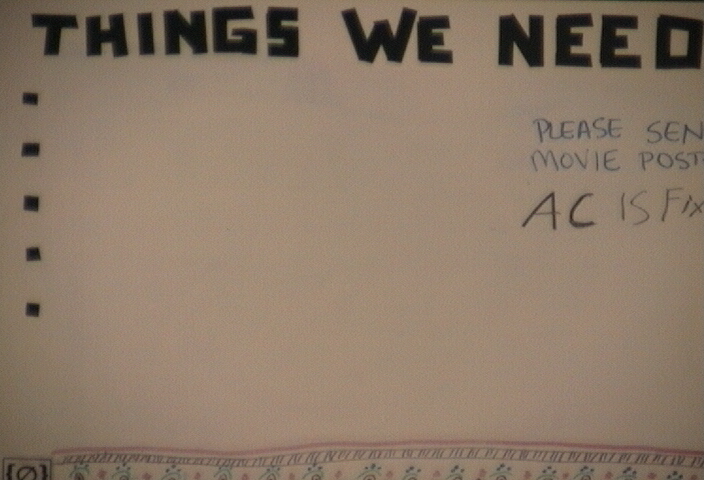 THINGS WE NEED
PLEASE SEN
MOVIE POST
AC IS FIX
{Ø}